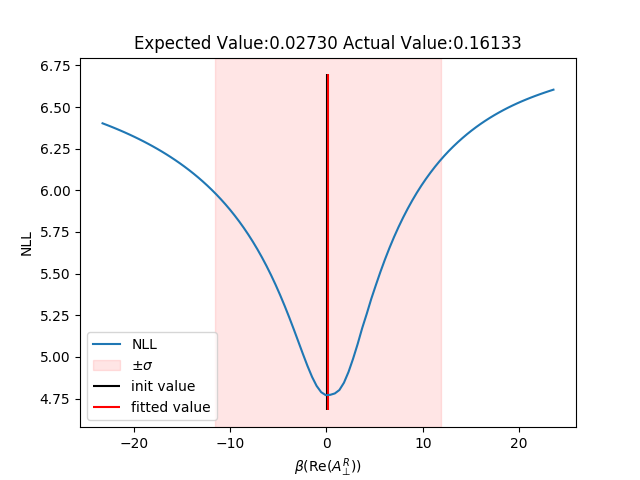 Expected Value:0.02730 Actual Value:0.16133
NLL
6.75
6.50
6.25
6.00
5.75
5.50
5.25
5.00
4.75
NLL
±σ
init value
fitted value
−20 −10 0 10 20
β(Re(A⊥^R))